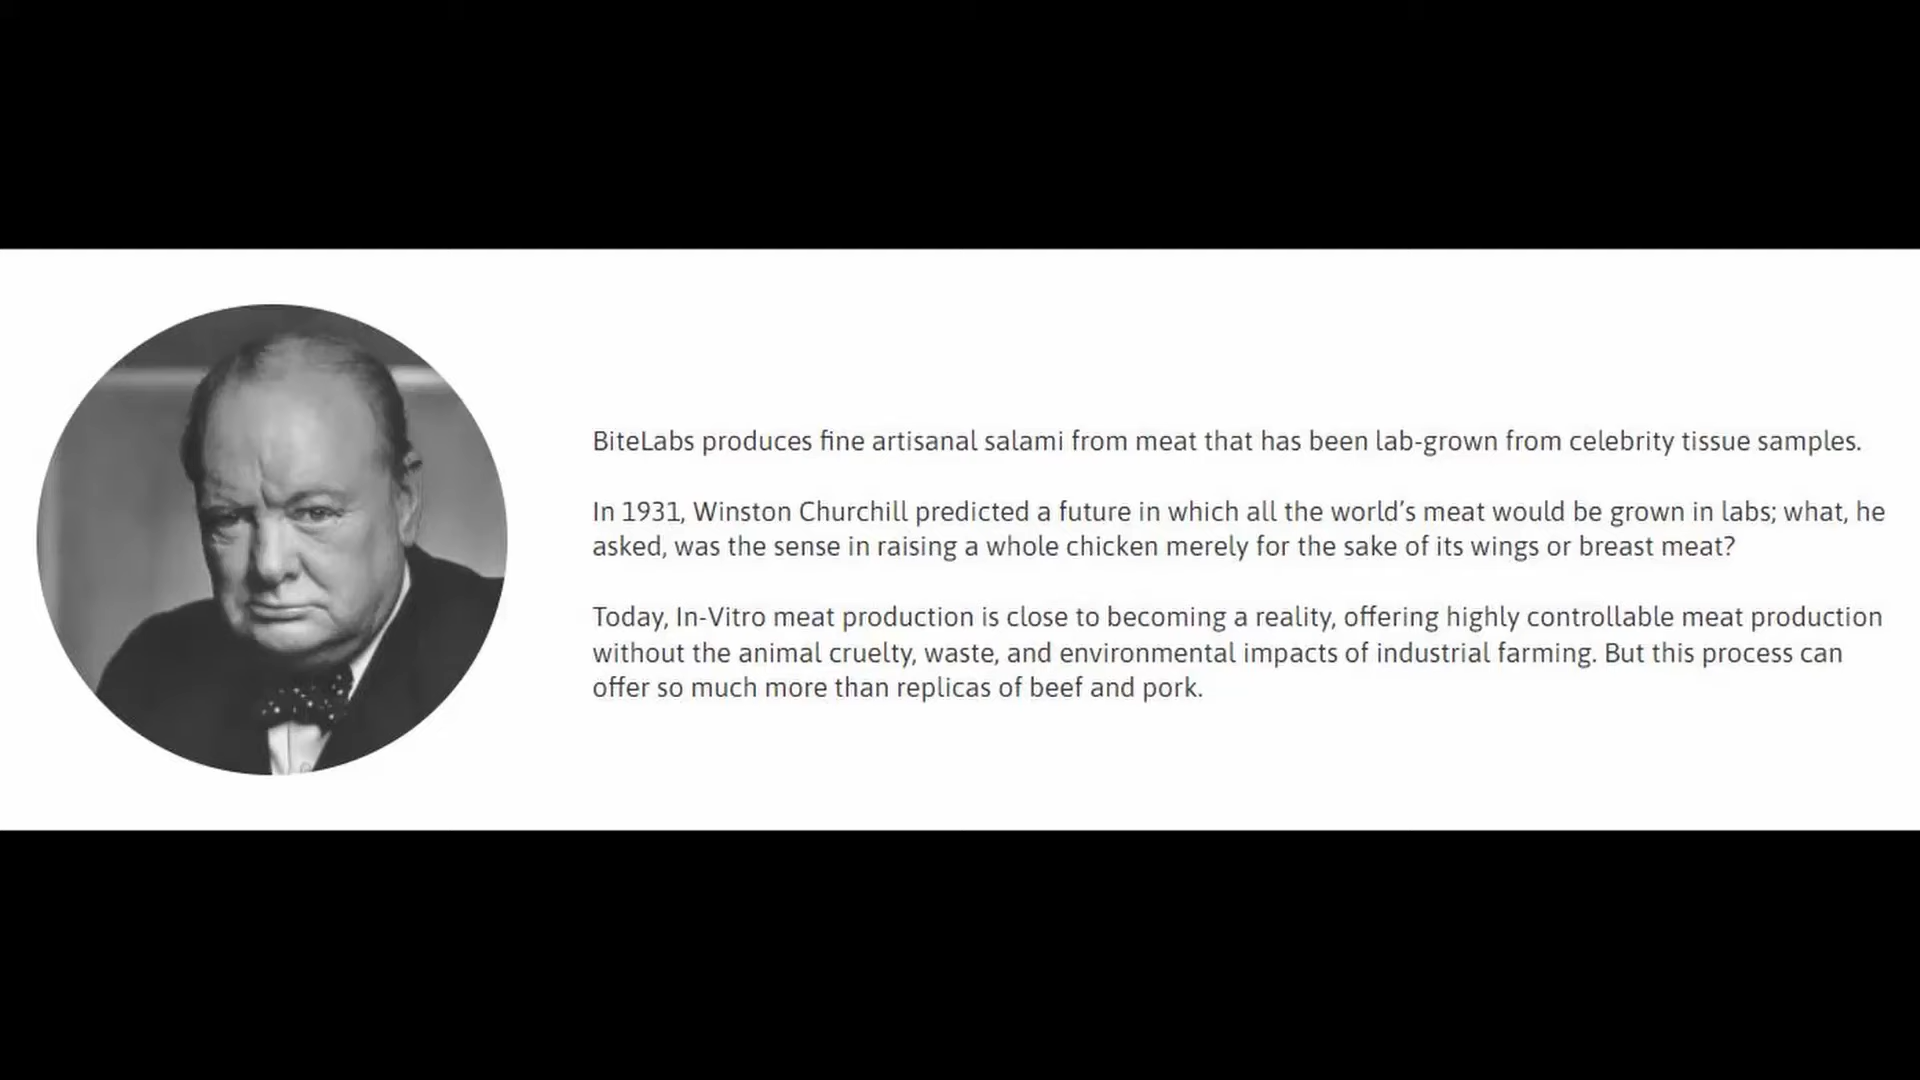 BiteLabs produces fine artisanal salami from meat that has been lab-grown from celebrity tissue samples.
In 1931, Winston Churchill predicted a future in which all the world’s meat would be grown in labs; what, he
asked, was the sense in raising a whole chicken merely for the sake of its wings or breast meat?
Today, In-Vitro meat production is close to becoming a reality, offering highly controllable meat production
without the animal cruelty, waste, and environmental impacts of industrial farming. But this process can
offer so much more than replicas of beef and pork.